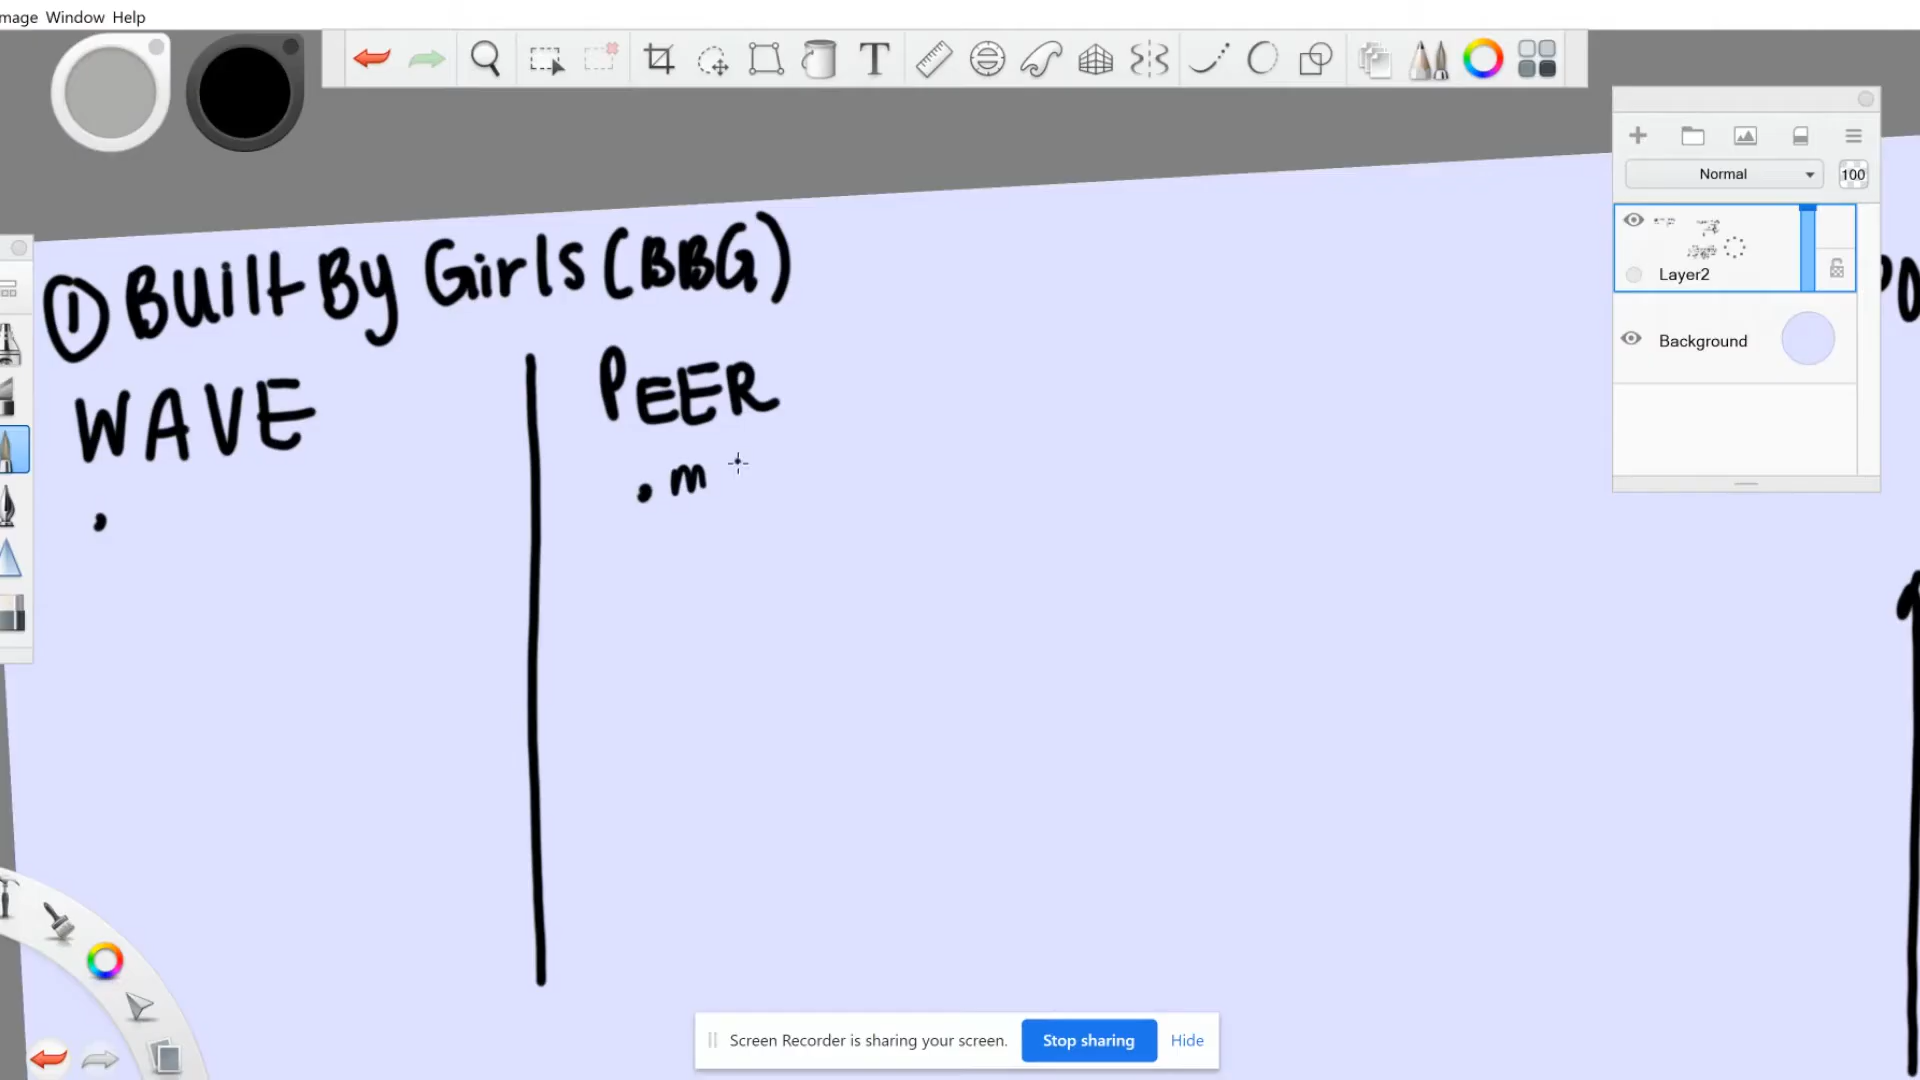 mage Window Help
Normal
100
Layer2
Background
① Built By Girls (BBG)
WAVE
PEER
.
. m
Screen Recorder is sharing your screen.
Stop sharing
Hide